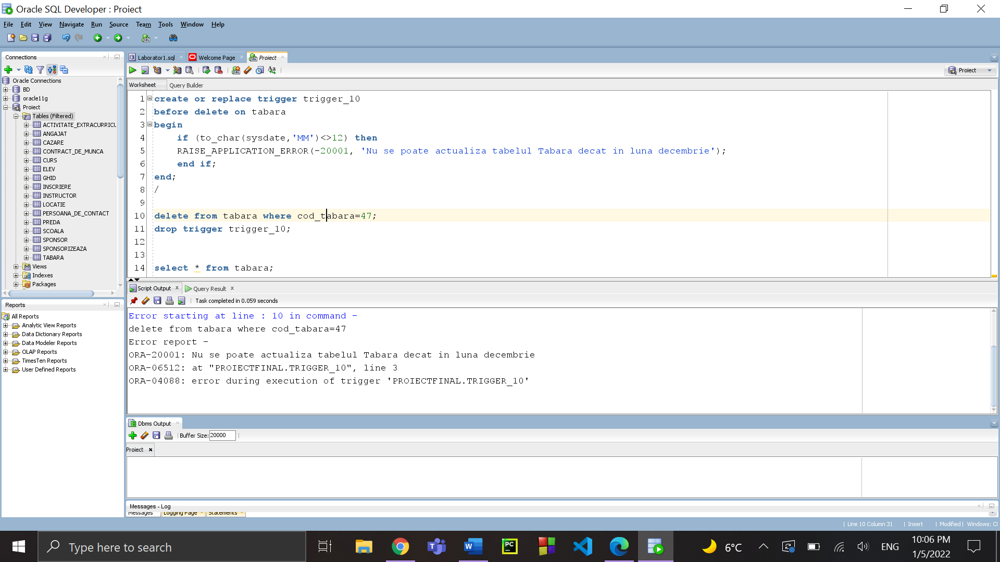 Oracle SQL Developer : Proiect
File Edit View Navigate Run Source Team Tools Window Help
Connections
Oracle Connections
BD
oracle11g
Proiect
Tables (Filtered)
ACTIVITATE_EXTRACURRICU
ANGAJAT
CAZARE
CONTRACT_DE_MUNCA
CURS
ELEV
GHID
INSCRIERE
INSTRUCTOR
LOCATIE
PERSOANA_DE_CONTACT
PREDA
SCOALA
SPONSOR
SPONSORIZEAZA
TABARA
Views
Indexes
Packages
Reports
All Reports
Analytic View Reports
Data Dictionary Reports
Data Modeler Reports
OLAP Reports
TimesTen Reports
User Defined Reports
Laborator1.sql Welcome Page Proiect
Proiect
Worksheet Query Builder
1 create or replace trigger trigger_10
2 before delete on tabara
3 begin
4 if (to_char(sysdate,'MM')<>12) then
5 RAISE_APPLICATION_ERROR(-20001, 'Nu se poate actualiza tabelul Tabara decat in luna decembrie');
6 end if;
7 end;
8 /
9
10 delete from tabara where cod_tabara=47;
11 drop trigger trigger_10;
12
13
14 select * from tabara;
Script Output Query Result
Task completed in 0.059 seconds
Error starting at line : 10 in command -
delete from tabara where cod_tabara=47
Error report -
ORA-20001: Nu se poate actualiza tabelul Tabara decat in luna decembrie
ORA-06512: at "PROIECTFINAL.TRIGGER_10", line 3
ORA-04088: error during execution of trigger 'PROIECTFINAL.TRIGGER_10'
Dbms Output
Buffer Size: 20000
Proiect
Messages - Log
Messages Logging Page Statements
Line 10 Column 31 Insert Modified Windows: Cl
Type here to search
6°C
ENG
10:06 PM
1/5/2022